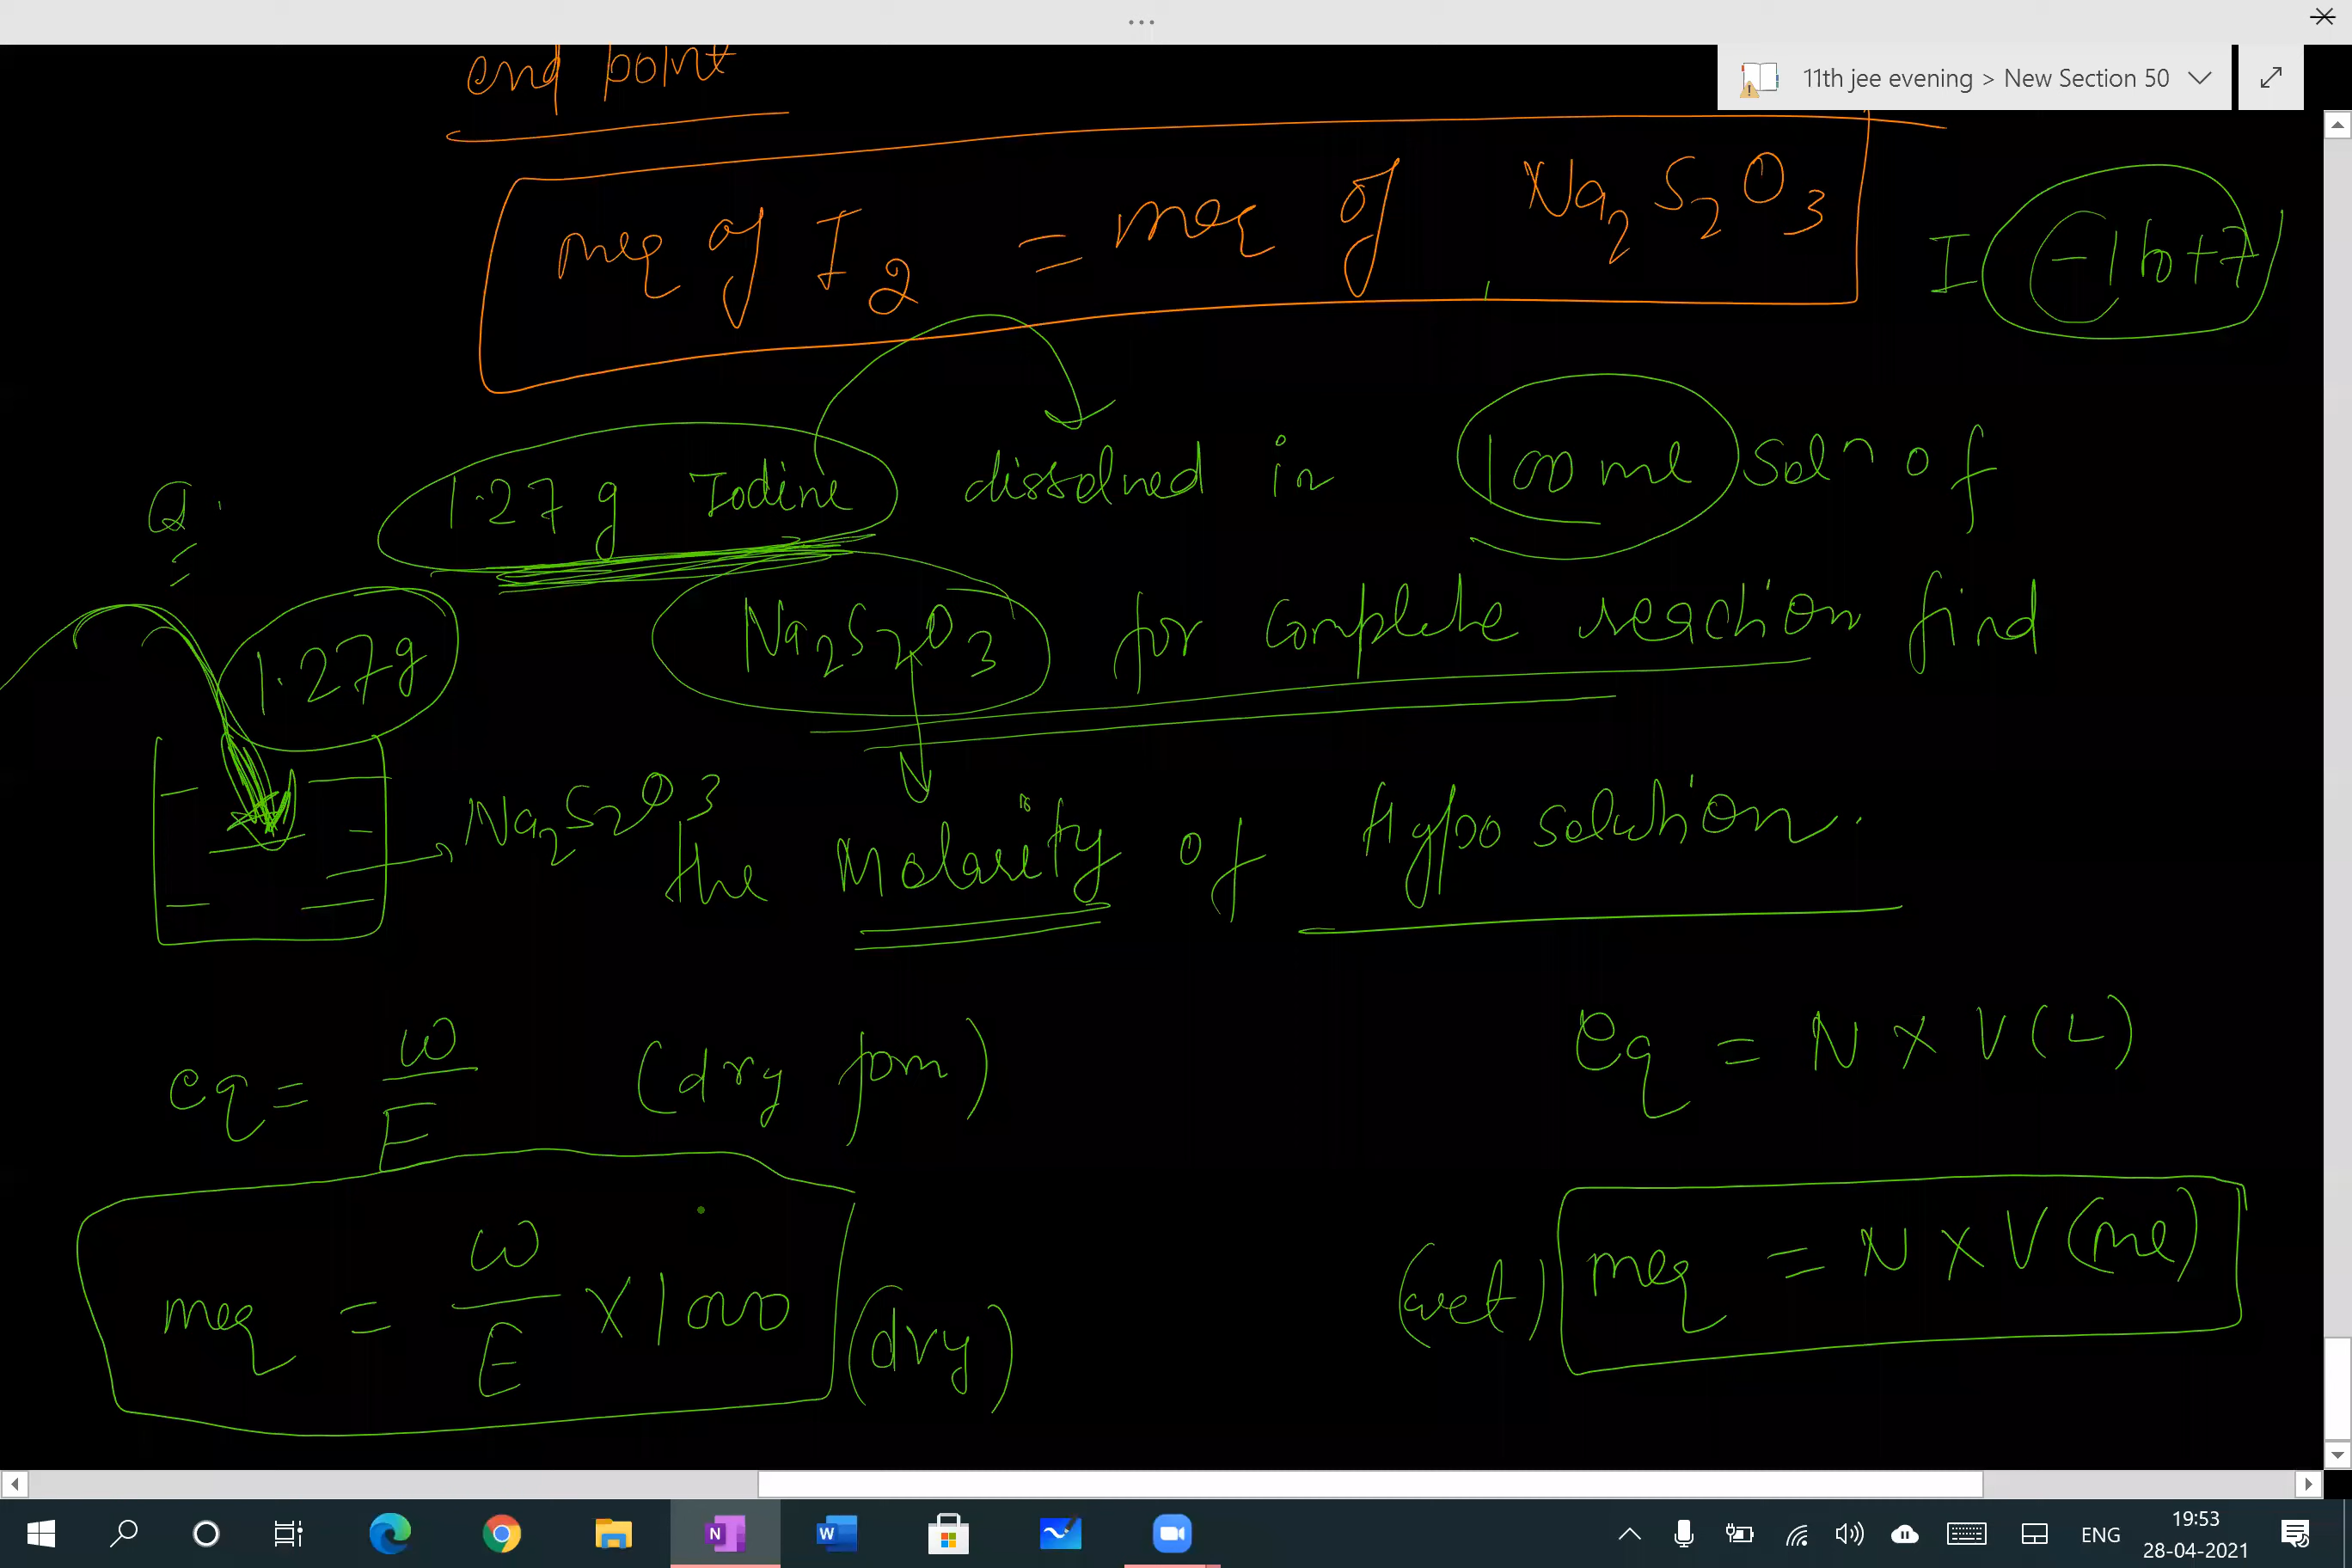 11th jee evening > New Section 50
end point
meq of I2 = meq of Na2S2O3
I -1 to +7
Q. 1.27 g Iodine dissolved in 100 ml Soln of
1.27g Na2S2O3 for complete reaction find
Na2S2O3 the Molarity of Hypo solution.
eq = w/E (dry form) eq = N × V (L)
meq = w/E × 1000 (dry) (wet) meq = N × V (ml)
ENG 19:53
28-04-2021